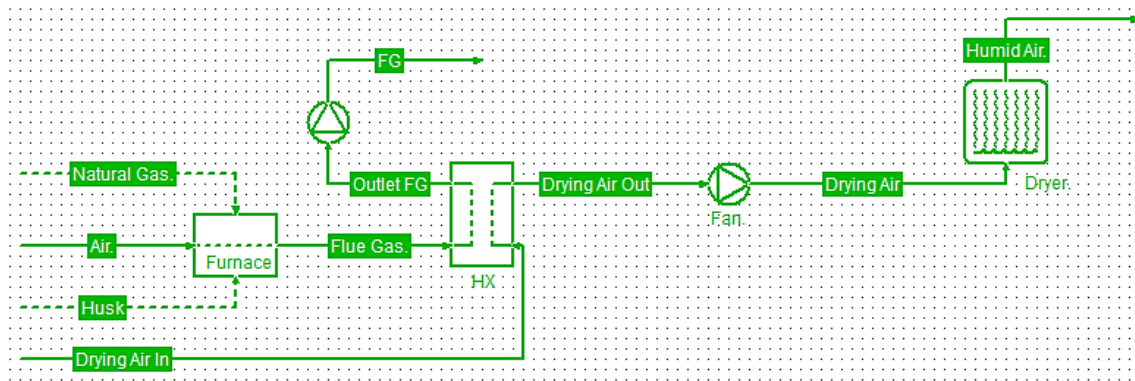 Humid Air.
FG
Natural Gas.
Outlet FG
Drying Air Out
Drying Air
Dryer.
Fan.
Air.
Flue Gas.
Furnace
HX
Husk
Drying Air In